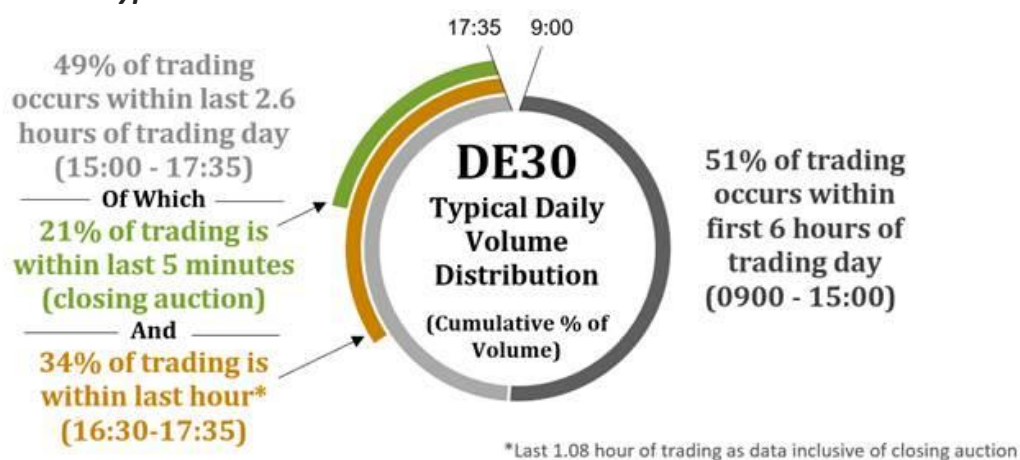 17:35 9:00
49% of trading
occurs within last 2.6
hours of trading day
(15:00 - 17:35)
Of Which
21% of trading is
within last 5 minutes
(closing auction)
And
34% of trading is
within last hour*
(16:30-17:35)
DE30
Typical Daily
Volume
Distribution
(Cumulative % of
Volume)
51% of trading
occurs within
first 6 hours of
trading day
(0900 - 15:00)
*Last 1.08 hour of trading as data inclusive of closing auction